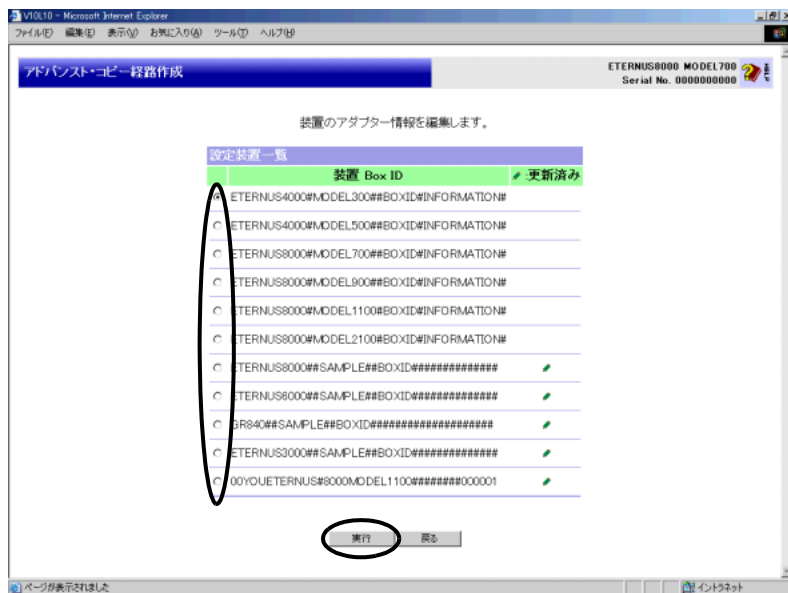 V10L10 - Microsoft Internet Explorer
ファイル(F) 編集(E) 表示(V) お気に入り(A) ツール(T) ヘルプ(H)
アドバンスト・コピー経路作成
ETERNUS8000 MODEL700
Serial No. 0000000000
装置のアダプター情報を編集します。
設定装置一覧
装置 Box ID :更新済み
ETERNUS4000#MODEL300##BOXID#INFORMATION#
ETERNUS4000#MODEL500##BOXID#INFORMATION#
ETERNUS8000#MODEL700##BOXID#INFORMATION#
ETERNUS8000#MODEL900##BOXID#INFORMATION#
ETERNUS8000#MODEL1100#BOXID#INFORMATION#
ETERNUS8000#MODEL2100#BOXID#INFORMATION#
ETERNUS8000##SAMPLE##BOXID##############
ETERNUS6000##SAMPLE##BOXID##############
GR840##SAMPLE##BOXID####################
ETERNUS3000##SAMPLE##BOXID##############
00YOUETERNUS#8000MODEL1100########000001
実行 戻る
ページが表示されました イントラネット